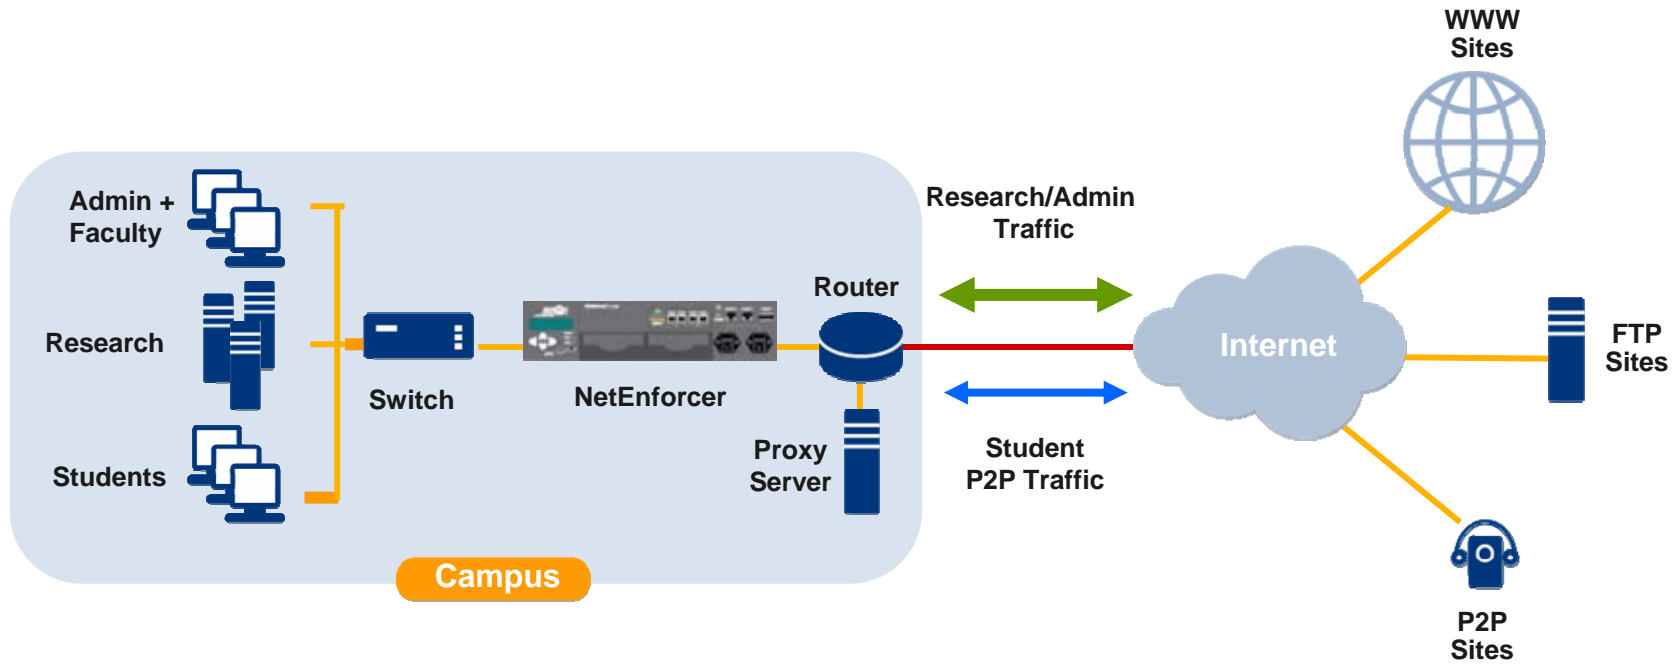 WWW
Sites
Admin +
Faculty
Research/Admin
Traffic
Router
Research
Internet
FTP
Sites
Switch
NetEnforcer
Proxy
Server
Student
P2P Traffic
Students
Campus
P2P
Sites